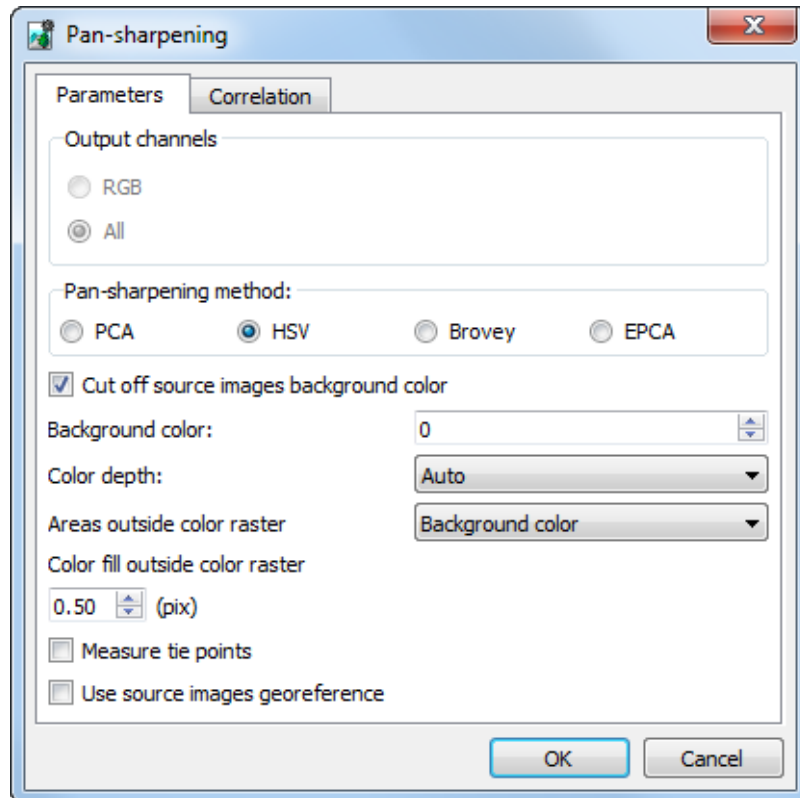 Pan-sharpening
Parameters Correlation
Output channels
RGB
All
Pan-sharpening method:
PCA HSV Brovey EPCA
Cut off source images background color
Background color: 0
Color depth: Auto
Areas outside color raster Background color
Color fill outside color raster
0.50 (pix)
Measure tie points
Use source images georeference
OK Cancel